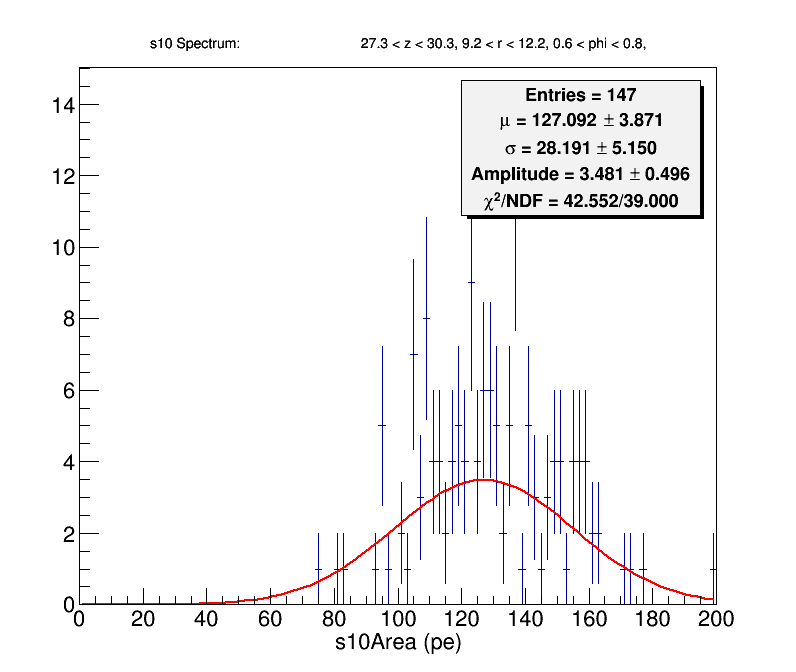 s10 Spectrum: 27.3 < z < 30.3, 9.2 < r < 12.2, 0.6 < phi < 0.8,
Entries = 147
μ = 127.092 ± 3.871
σ = 28.191 ± 5.150
Amplitude = 3.481 ± 0.496
χ²/NDF = 42.552/39.000
14
12
10
8
6
4
2
0
0 20 40 60 80 100 120 140 160 180 200
s10Area (pe)